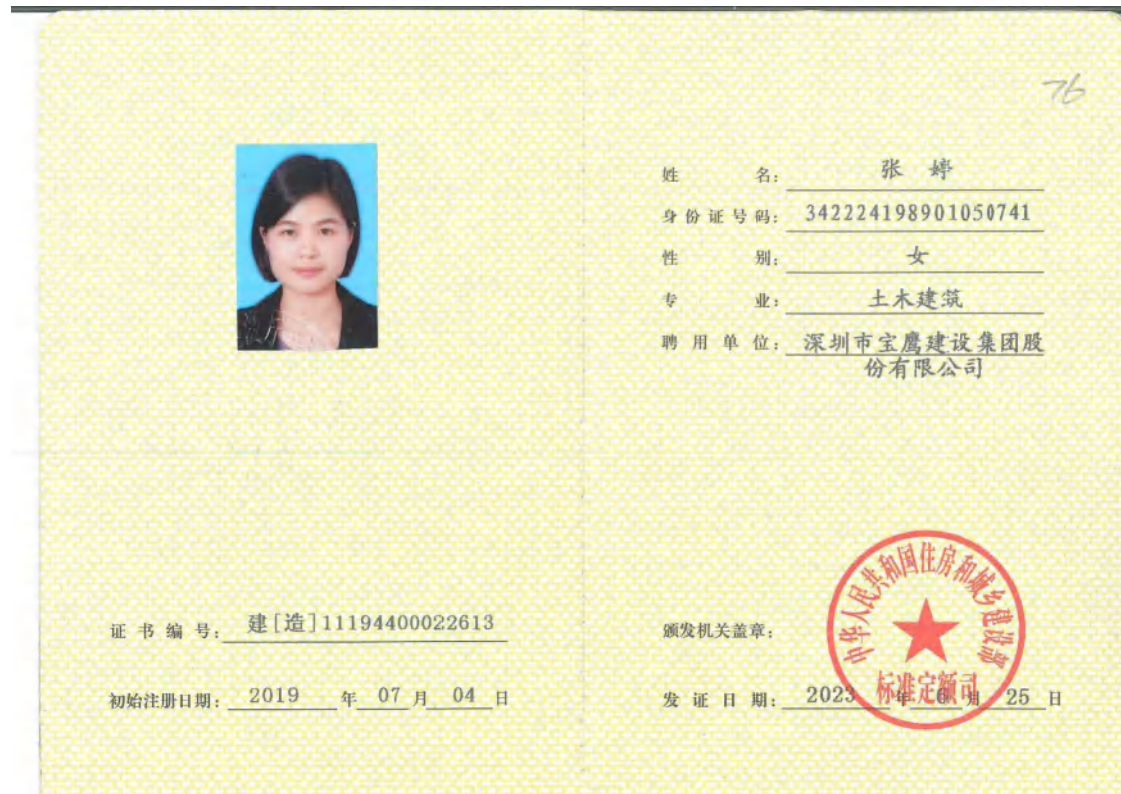 76
姓 名: 张 婷
身份证号码: 342224198901050741
性 别: 女
专 业: 土木建筑
聘用单位: 深圳市宝鹰建设集团股
份有限公司
证书编号: 建[造]11194400022613
初始注册日期: 2019 年 07 月 04 日
颁发机关盖章:
中华人民共和国住房和城乡建设部
标准定额司
发证日期: 2023 年 6 月 25 日